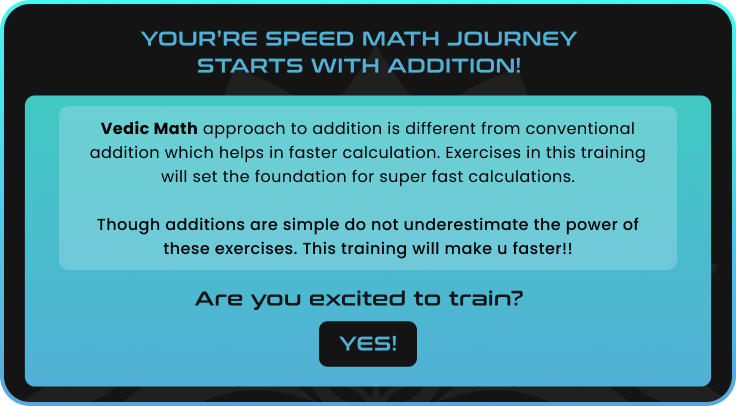 YOUR'RE SPEED MATH JOURNEY
STARTS WITH ADDITION!
Vedic Math approach to addition is different from conventional
addition which helps in faster calculation. Exercises in this training
will set the foundation for super fast calculations.
Though additions are simple do not underestimate the power of
these exercises. This training will make u faster!!
Are you excited to train?
YES!